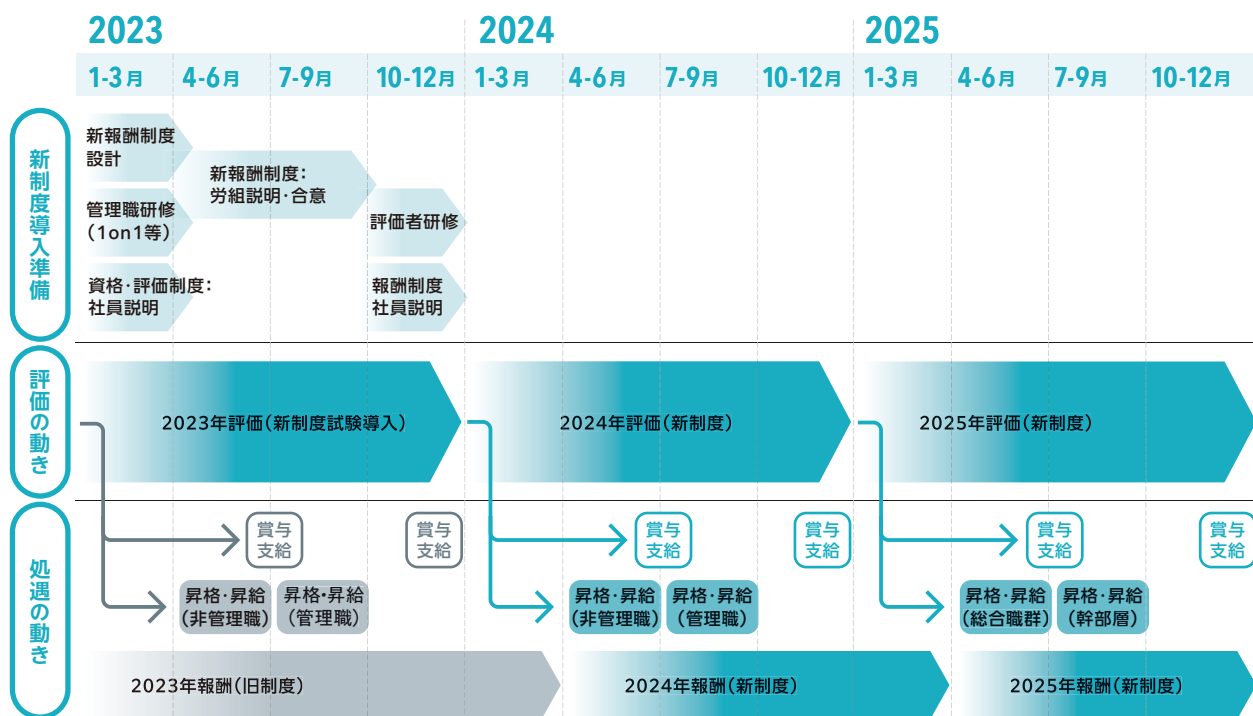 2023
2024
2025
1-3月
4-6月
7-9月
10-12月
1-3月
4-6月
7-9月
10-12月
1-3月
4-6月
7-9月
10-12月
新制度導入準備
新報酬制度
設計
新報酬制度:
労組説明・合意
管理職研修
(1on1等)
評価者研修
資格・評価制度:
社員説明
報酬制度
社員説明
評価の動き
2023年評価(新制度試験導入)
2024年評価(新制度)
2025年評価(新制度)
処遇の動き
賞与
支給
賞与
支給
賞与
支給
賞与
支給
賞与
支給
賞与
支給
昇格・昇給
(非管理職)
昇格・昇給
(管理職)
昇格・昇給
(非管理職)
昇格・昇給
(管理職)
昇格・昇給
(総合職群)
昇格・昇給
(幹部層)
2023年報酬(旧制度)
2024年報酬(新制度)
2025年報酬(新制度)